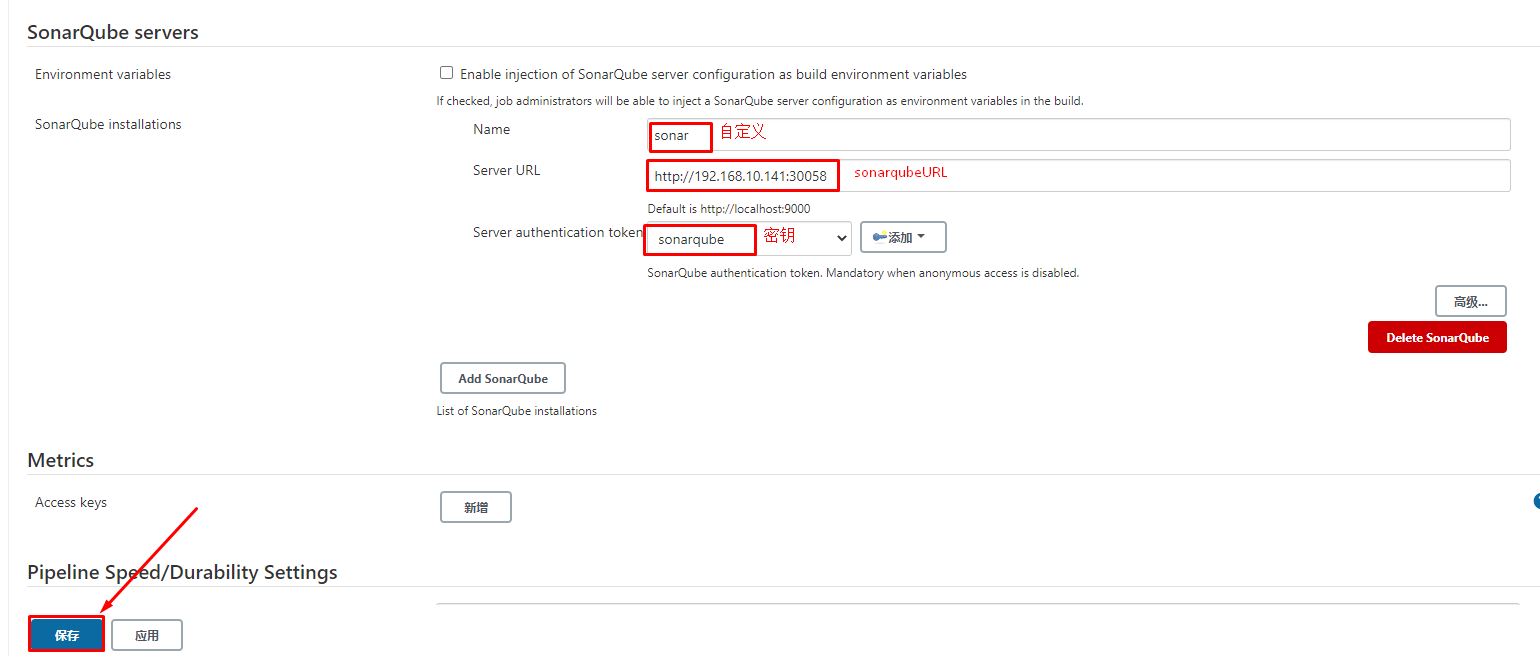 SonarQube servers
Environment variables
Enable injection of SonarQube server configuration as build environment variables
If checked, job administrators will be able to inject a SonarQube server configuration as environment variables in the build.
SonarQube installations
Name
sonar 自定义
Server URL
http://192.168.10.141:30058 sonarqubeURL
Default is http://localhost:9000
Server authentication token
sonarqube 密钥
添加
SonarQube authentication token. Mandatory when anonymous access is disabled.
高级...
Delete SonarQube
Add SonarQube
List of SonarQube installations
Metrics
Access keys
新增
Pipeline Speed/Durability Settings
保存
应用